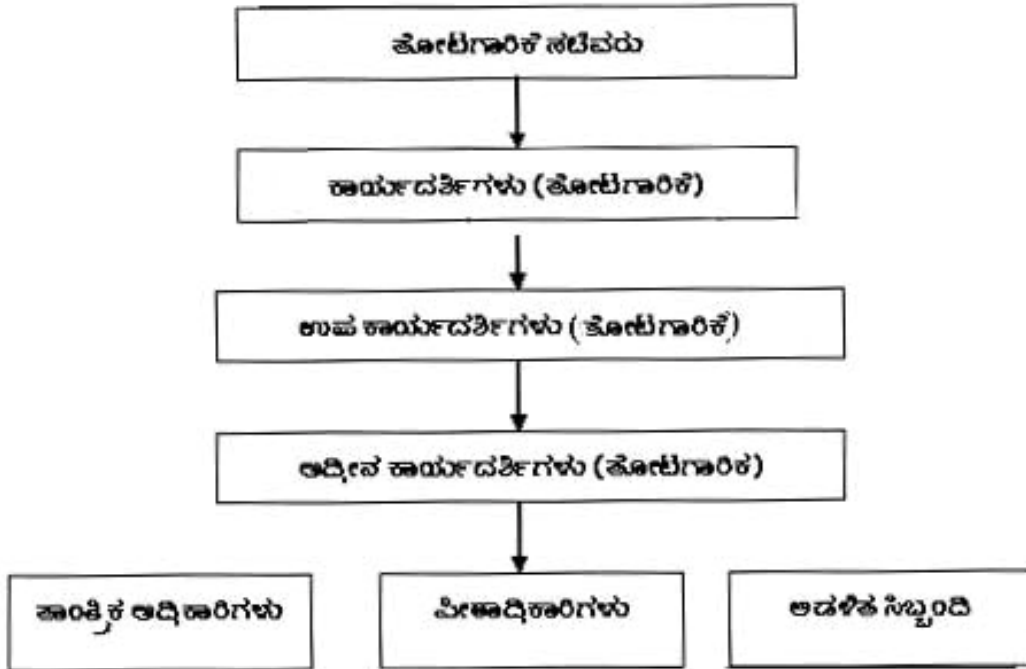 ತೋಟಗಾರಿಕೆ ಸಚಿವರು
ಕಾರ್ಯದರ್ಶಿಗಳು (ತೋಟಗಾರಿಕೆ)
ಉಪ ಕಾರ್ಯದರ್ಶಿಗಳು (ತೋಟಗಾರಿಕೆ)
ಅಧೀನ ಕಾರ್ಯದರ್ಶಿಗಳು (ತೋಟಗಾರಿಕೆ)
ತಾಂತ್ರಿಕ ಅಧಿಕಾರಿಗಳು
ಪೀಠಾಧಿಕಾರಿಗಳು
ಆಡಳಿತ ಸಿಬ್ಬಂದಿ